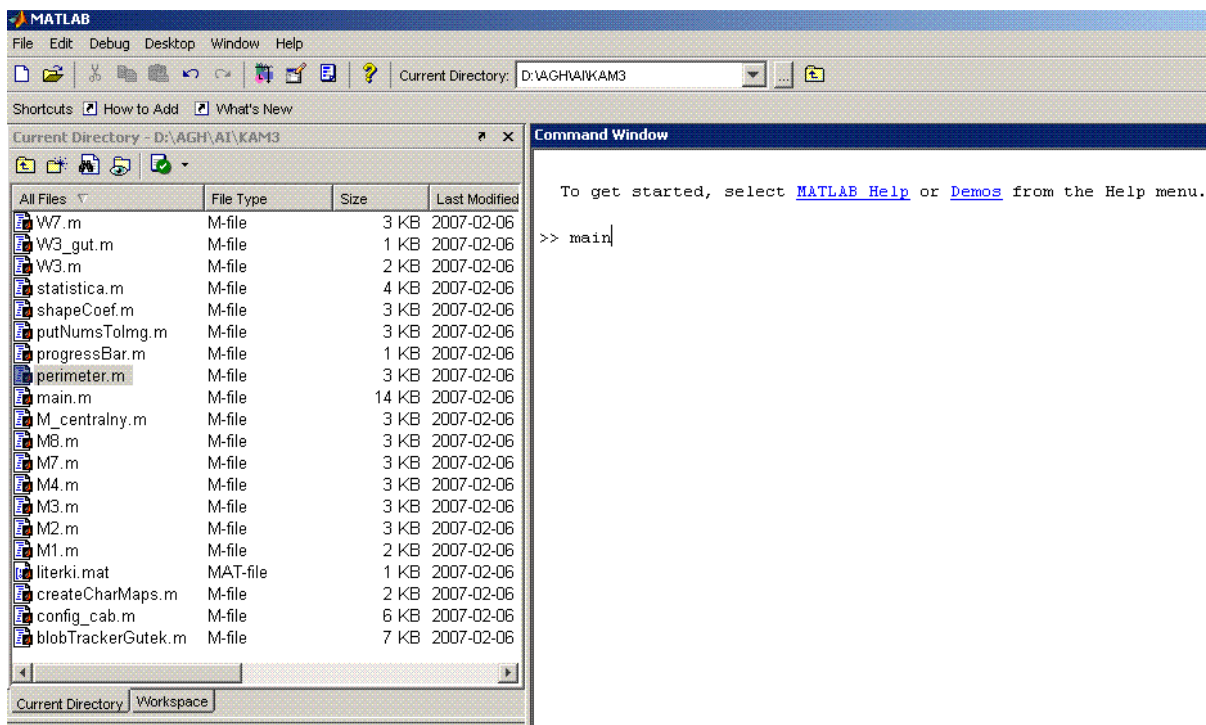 MATLAB
File Edit Debug Desktop Window Help
Current Directory: D:\AGH\AI\KAM3
Shortcuts How to Add What's New
Current Directory - D:\AGH\AI\KAM3
All Files File Type Size Last Modified
W7.m M-file 3 KB 2007-02-06
W3_gut.m M-file 1 KB 2007-02-06
W3.m M-file 2 KB 2007-02-06
statistica.m M-file 4 KB 2007-02-06
shapeCoef.m M-file 3 KB 2007-02-06
putNumsToImg.m M-file 3 KB 2007-02-06
progressBar.m M-file 1 KB 2007-02-06
perimeter.m M-file 3 KB 2007-02-06
main.m M-file 14 KB 2007-02-06
M_centralny.m M-file 3 KB 2007-02-06
M8.m M-file 3 KB 2007-02-06
M7.m M-file 3 KB 2007-02-06
M4.m M-file 3 KB 2007-02-06
M3.m M-file 3 KB 2007-02-06
M2.m M-file 3 KB 2007-02-06
M1.m M-file 2 KB 2007-02-06
literki.mat MAT-file 1 KB 2007-02-06
createCharMaps.m M-file 2 KB 2007-02-06
config_cab.m M-file 6 KB 2007-02-06
blobTrackerGutek.m M-file 7 KB 2007-02-06
Current Directory Workspace
Command Window
To get started, select MATLAB Help or Demos from the Help menu.
>> main